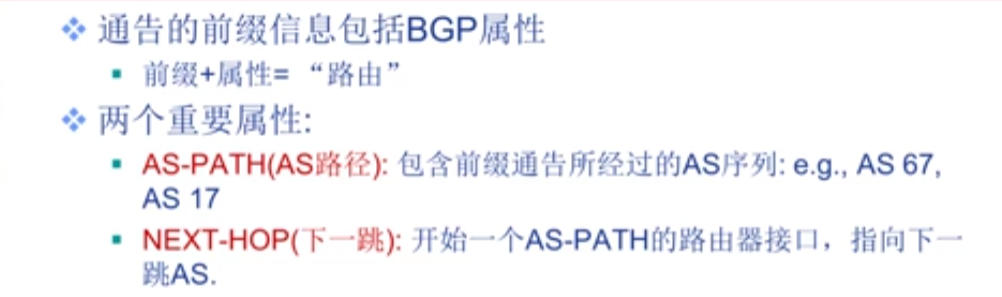 通告的前缀信息包括BGP属性
前缀+属性= “路由”
两个重要属性:
AS-PATH(AS路径): 包含前缀通告所经过的AS序列: e.g., AS 67,
AS 17
NEXT-HOP(下一跳): 开始一个AS-PATH的路由器接口，指向下一
跳AS.